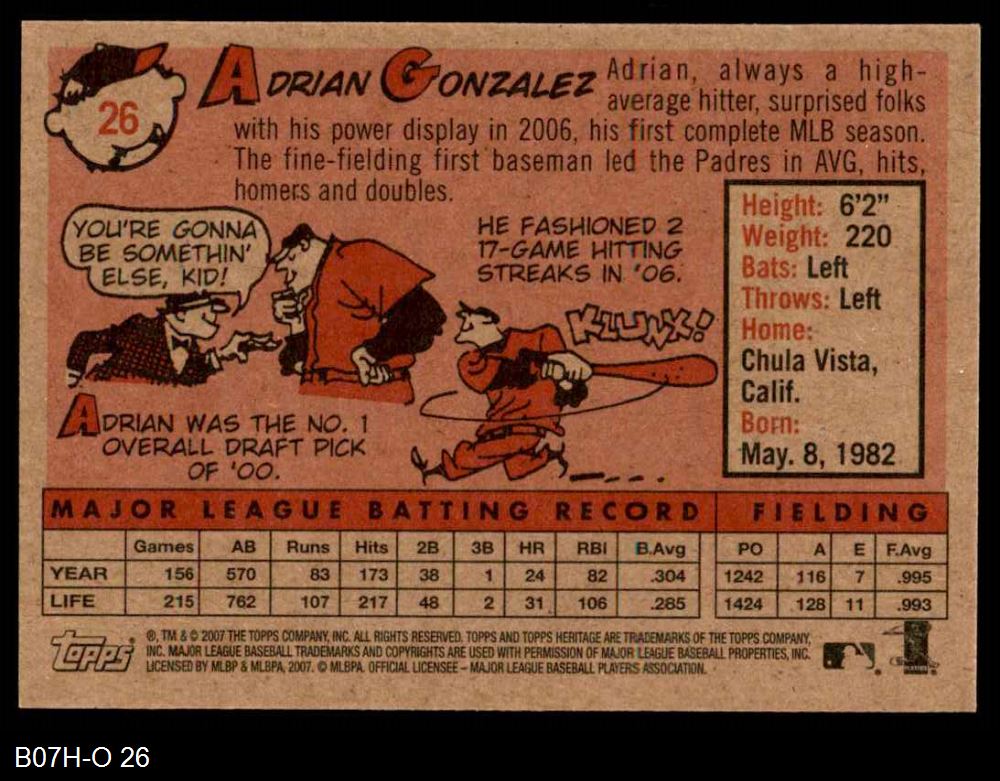 26
ADRIAN GONZALEZ
Adrian, always a high-
average hitter, surprised folks
with his power display in 2006, his first complete MLB season.
The fine-fielding first baseman led the Padres in AVG, hits,
homers and doubles.
YOU'RE GONNA
BE SOMETHIN'
ELSE, KID!
HE FASHIONED 2
17-GAME HITTING
STREAKS IN '06.
KLUNK!
ADRIAN WAS THE NO. 1
OVERALL DRAFT PICK
OF '00.
Height: 6'2"
Weight: 220
Bats: Left
Throws: Left
Home:
Chula Vista,
Calif.
Born:
May. 8, 1982
MAJOR LEAGUE BATTING RECORD FIELDING
Games AB Runs Hits 2B 3B HR RBI B.Avg PO A E F.Avg
YEAR 156 570 83 173 38 1 24 82 .304 1242 116 7 .995
LIFE 215 762 107 217 48 2 31 106 .285 1424 128 11 .993
Topps
®, TM & © 2007 THE TOPPS COMPANY, INC. ALL RIGHTS RESERVED. TOPPS AND TOPPS HERITAGE ARE TRADEMARKS OF THE TOPPS COMPANY,
INC. MAJOR LEAGUE BASEBALL TRADEMARKS AND COPYRIGHTS ARE USED WITH PERMISSION OF MAJOR LEAGUE BASEBALL PROPERTIES, INC.
LICENSED BY MLBP & MLBPA, 2007. © MLBPA. OFFICIAL LICENSEE – MAJOR LEAGUE BASEBALL PLAYERS ASSOCIATION.
B07H-O 26